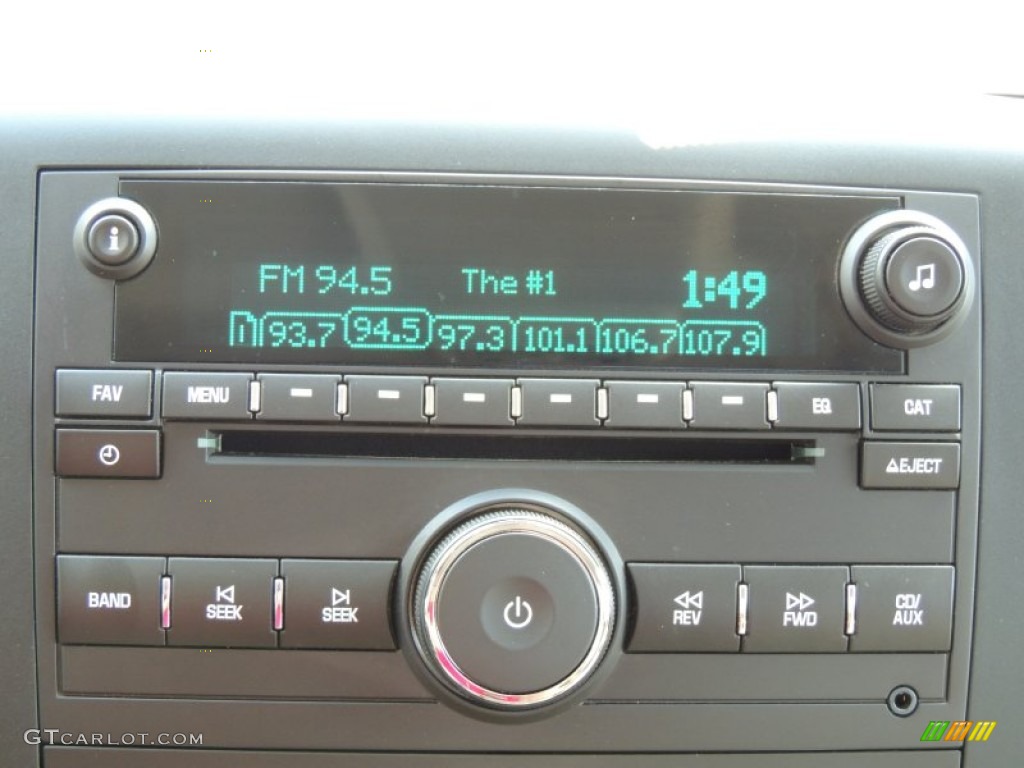 FM 94.5 The #1 1:49
93.7 94.5 97.3 101.1 106.7 107.9
FAV MENU EQ CAT
EJECT
BAND SEEK SEEK REV FWD CD/
AUX
GTCARLOT.COM